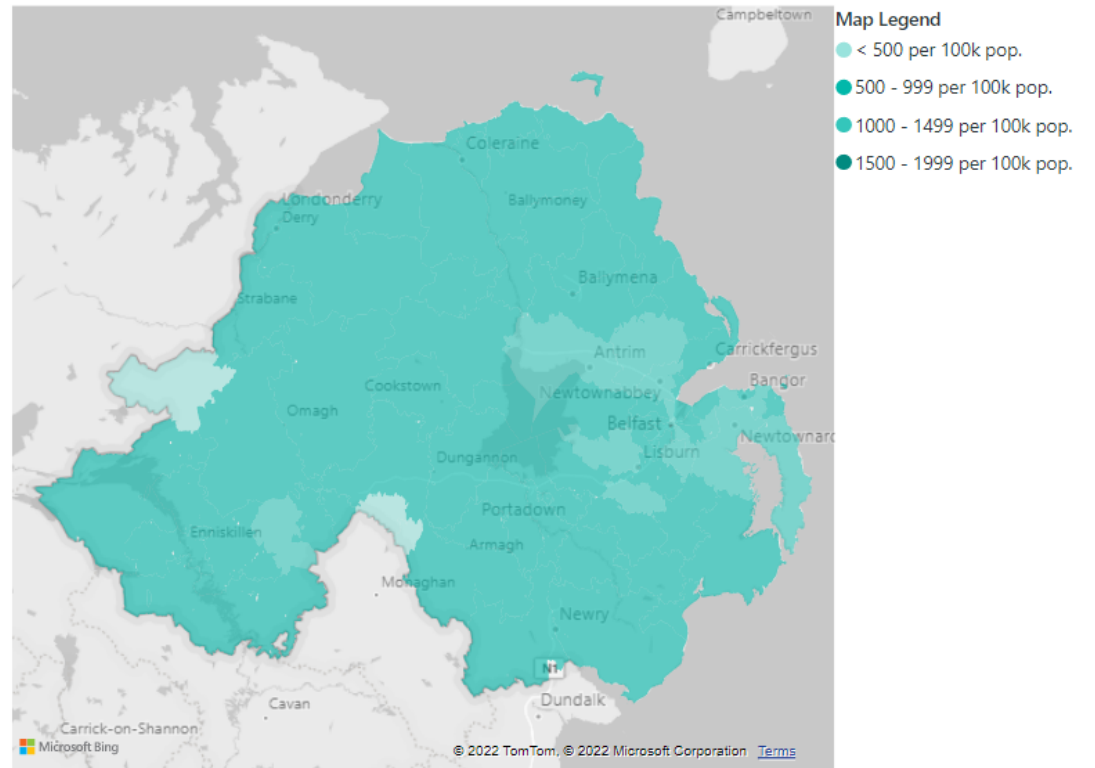 Campbeltown
Map Legend
< 500 per 100k pop.
500 - 999 per 100k pop.
1000 - 1499 per 100k pop.
1500 - 1999 per 100k pop.
Coleraine
Londonderry
Derry
Ballymoney
Ballymena
Strabane
Carrickfergus
Antrim
Bangor
Cookstown
Newtownabbey
Omagh
Belfast
Newtownard
Lisburn
Dungannon
Portadown
Enniskillen
Armagh
Monaghan
Newry
N1
Dundalk
Cavan
Carrick-on-Shannon
Microsoft Bing
© 2022 TomTom, © 2022 Microsoft Corporation Terms